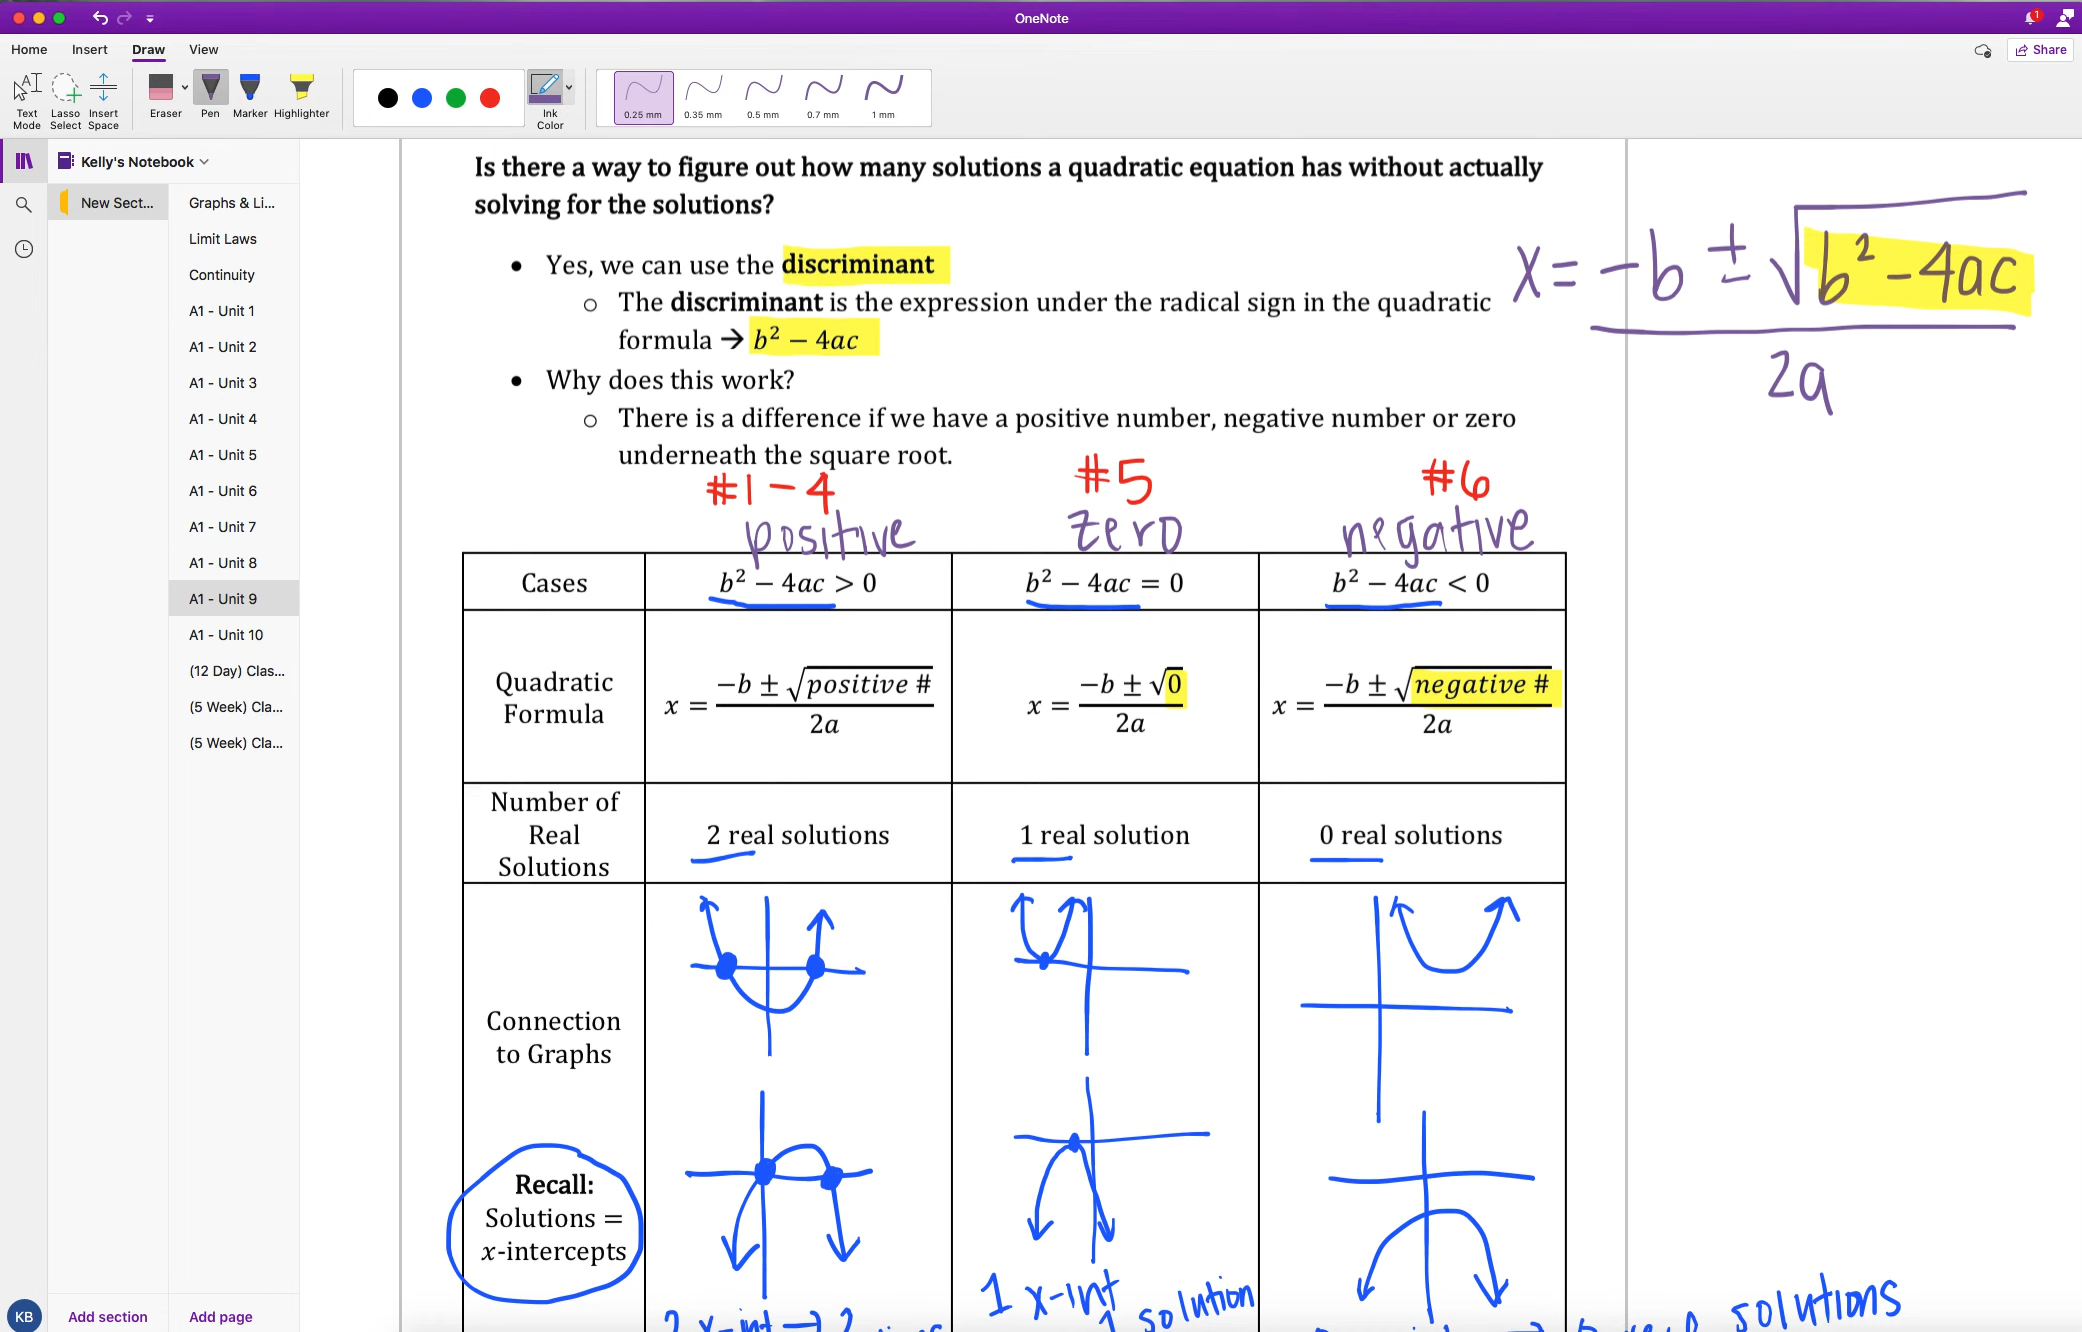 OneNote
1
Home Insert Draw View
Share
Text Mode
Lasso Select
Insert Space
Eraser
Pen
Marker
Highlighter
Ink Color
0.25 mm
0.35 mm
0.5 mm
0.7 mm
1 mm
Kelly's Notebook
New Sect...
Graphs & Li...
Limit Laws
Continuity
A1 - Unit 1
A1 - Unit 2
A1 - Unit 3
A1 - Unit 4
A1 - Unit 5
A1 - Unit 6
A1 - Unit 7
A1 - Unit 8
A1 - Unit 9
A1 - Unit 10
(12 Day) Clas...
(5 Week) Cla...
(5 Week) Cla...
KB
Add section
Add page
Is there a way to figure out how many solutions a quadratic equation has without actually
solving for the solutions?
• Yes, we can use the discriminant
o The discriminant is the expression under the radical sign in the quadratic
formula → b² − 4ac
• Why does this work?
o There is a difference if we have a positive number, negative number or zero
underneath the square root.
x = −b ± √b² − 4ac
2a
#1 − 4 #5 #6
positive zero negative
Cases b² − 4ac > 0 b² − 4ac = 0 b² − 4ac < 0
Quadratic
Formula
x = −b ± √positive #
2a
x = −b ± √0
2a
x = −b ± √negative #
2a
Number of
Real
Solutions
2 real solutions 1 real solution 0 real solutions
Connection
to Graphs
Recall:
Solutions =
x-intercepts
1 x-int
1 solution
2 x-int → 2
solutions